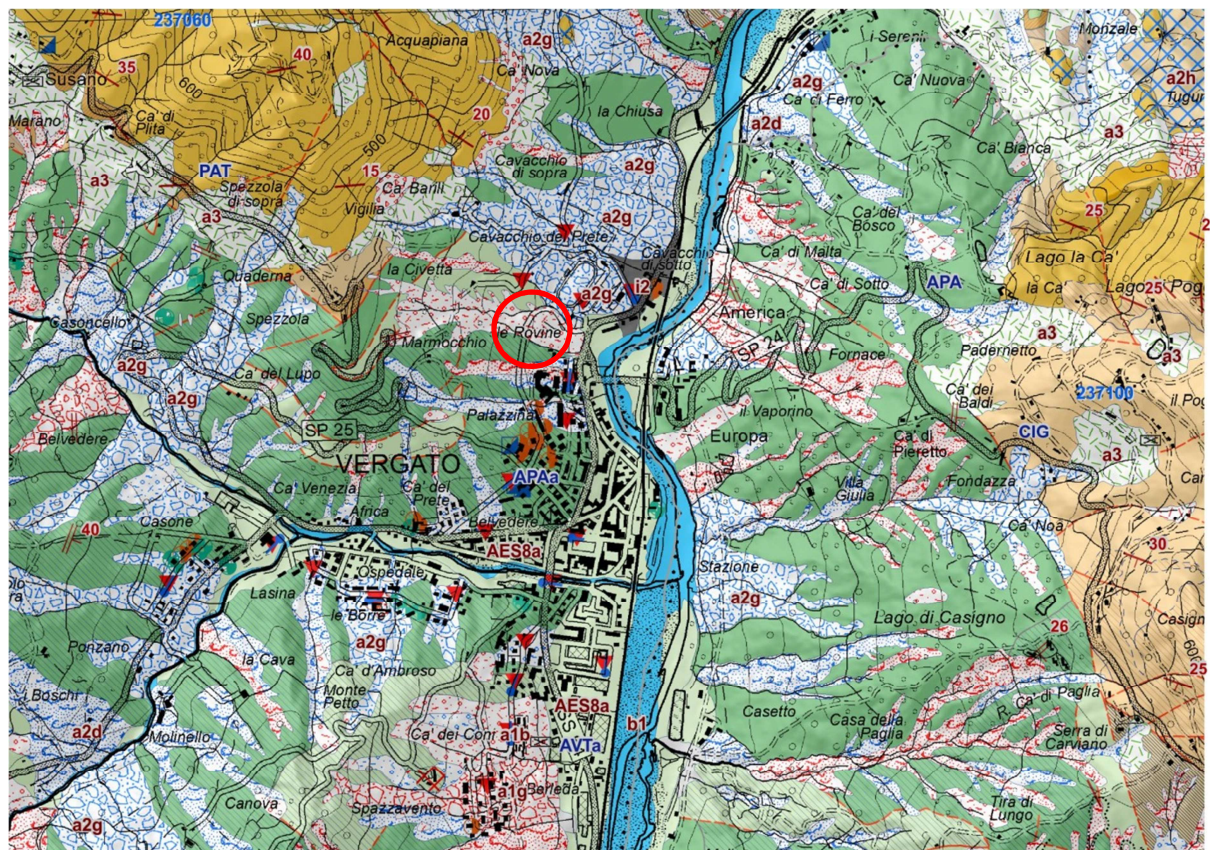 237060
Acquapiana
a2g
i Sereni
Monzale
40
35
Susano
600
Ca' Nova
a2g
Ca' Nuova
a2h
Ca' di Ferro
la Chiusa
Marano
Ca' di
Plita
20
a2d
a3
500
Ca' Bianca
Cavacchio
di sopra
a2g
PAT
15
a3
Spezzola
di sopra
Ca' Barili
a3
Vigilia
a2g
Ca' del
Bosco
25
Cavacchio del Prete
Cavacchio
di sotto
Ca' di Malta
Lago la Ca'
la Civetta
Quaderna
Ca' di Sotto
APA
la Ca'
Lago
25
a2g
i2
America
Casoncello
Spezzola
le Rovine
Marmocchio
SP 24
a3
Fornace
Padernetto
a3
a2g
Ca' del Lupo
a2g
Ca' dei
Baldi
237100
il Vaporino
Palazzina
SP 25
Belvedere
Europa
Ca' di
Pieretto
CIG
a3
VERGATO
APAa
Ca' Venezia
Ca' del
Prete
Villa
Giulia
Fondazza
Africa
Casone
Belvedere
Ca' Noa
40
AES8a
30
Ospedale
Stazione
Lasina
a2g
le Borre
Lago di Casigno
26
Ponzano
a2g
la Cava
Ca' d'Ambroso
25
i Boschi
Monte
Petto
Ca' di Paglia
AES8a
Casetto
Casa della
Paglia
Serra di
Carviano
a2d
Molinello
Ca' dei Conti
a1b
b1
AVTa
a1g
Canova
Spazzavento
Tira di
Lungo
a2g